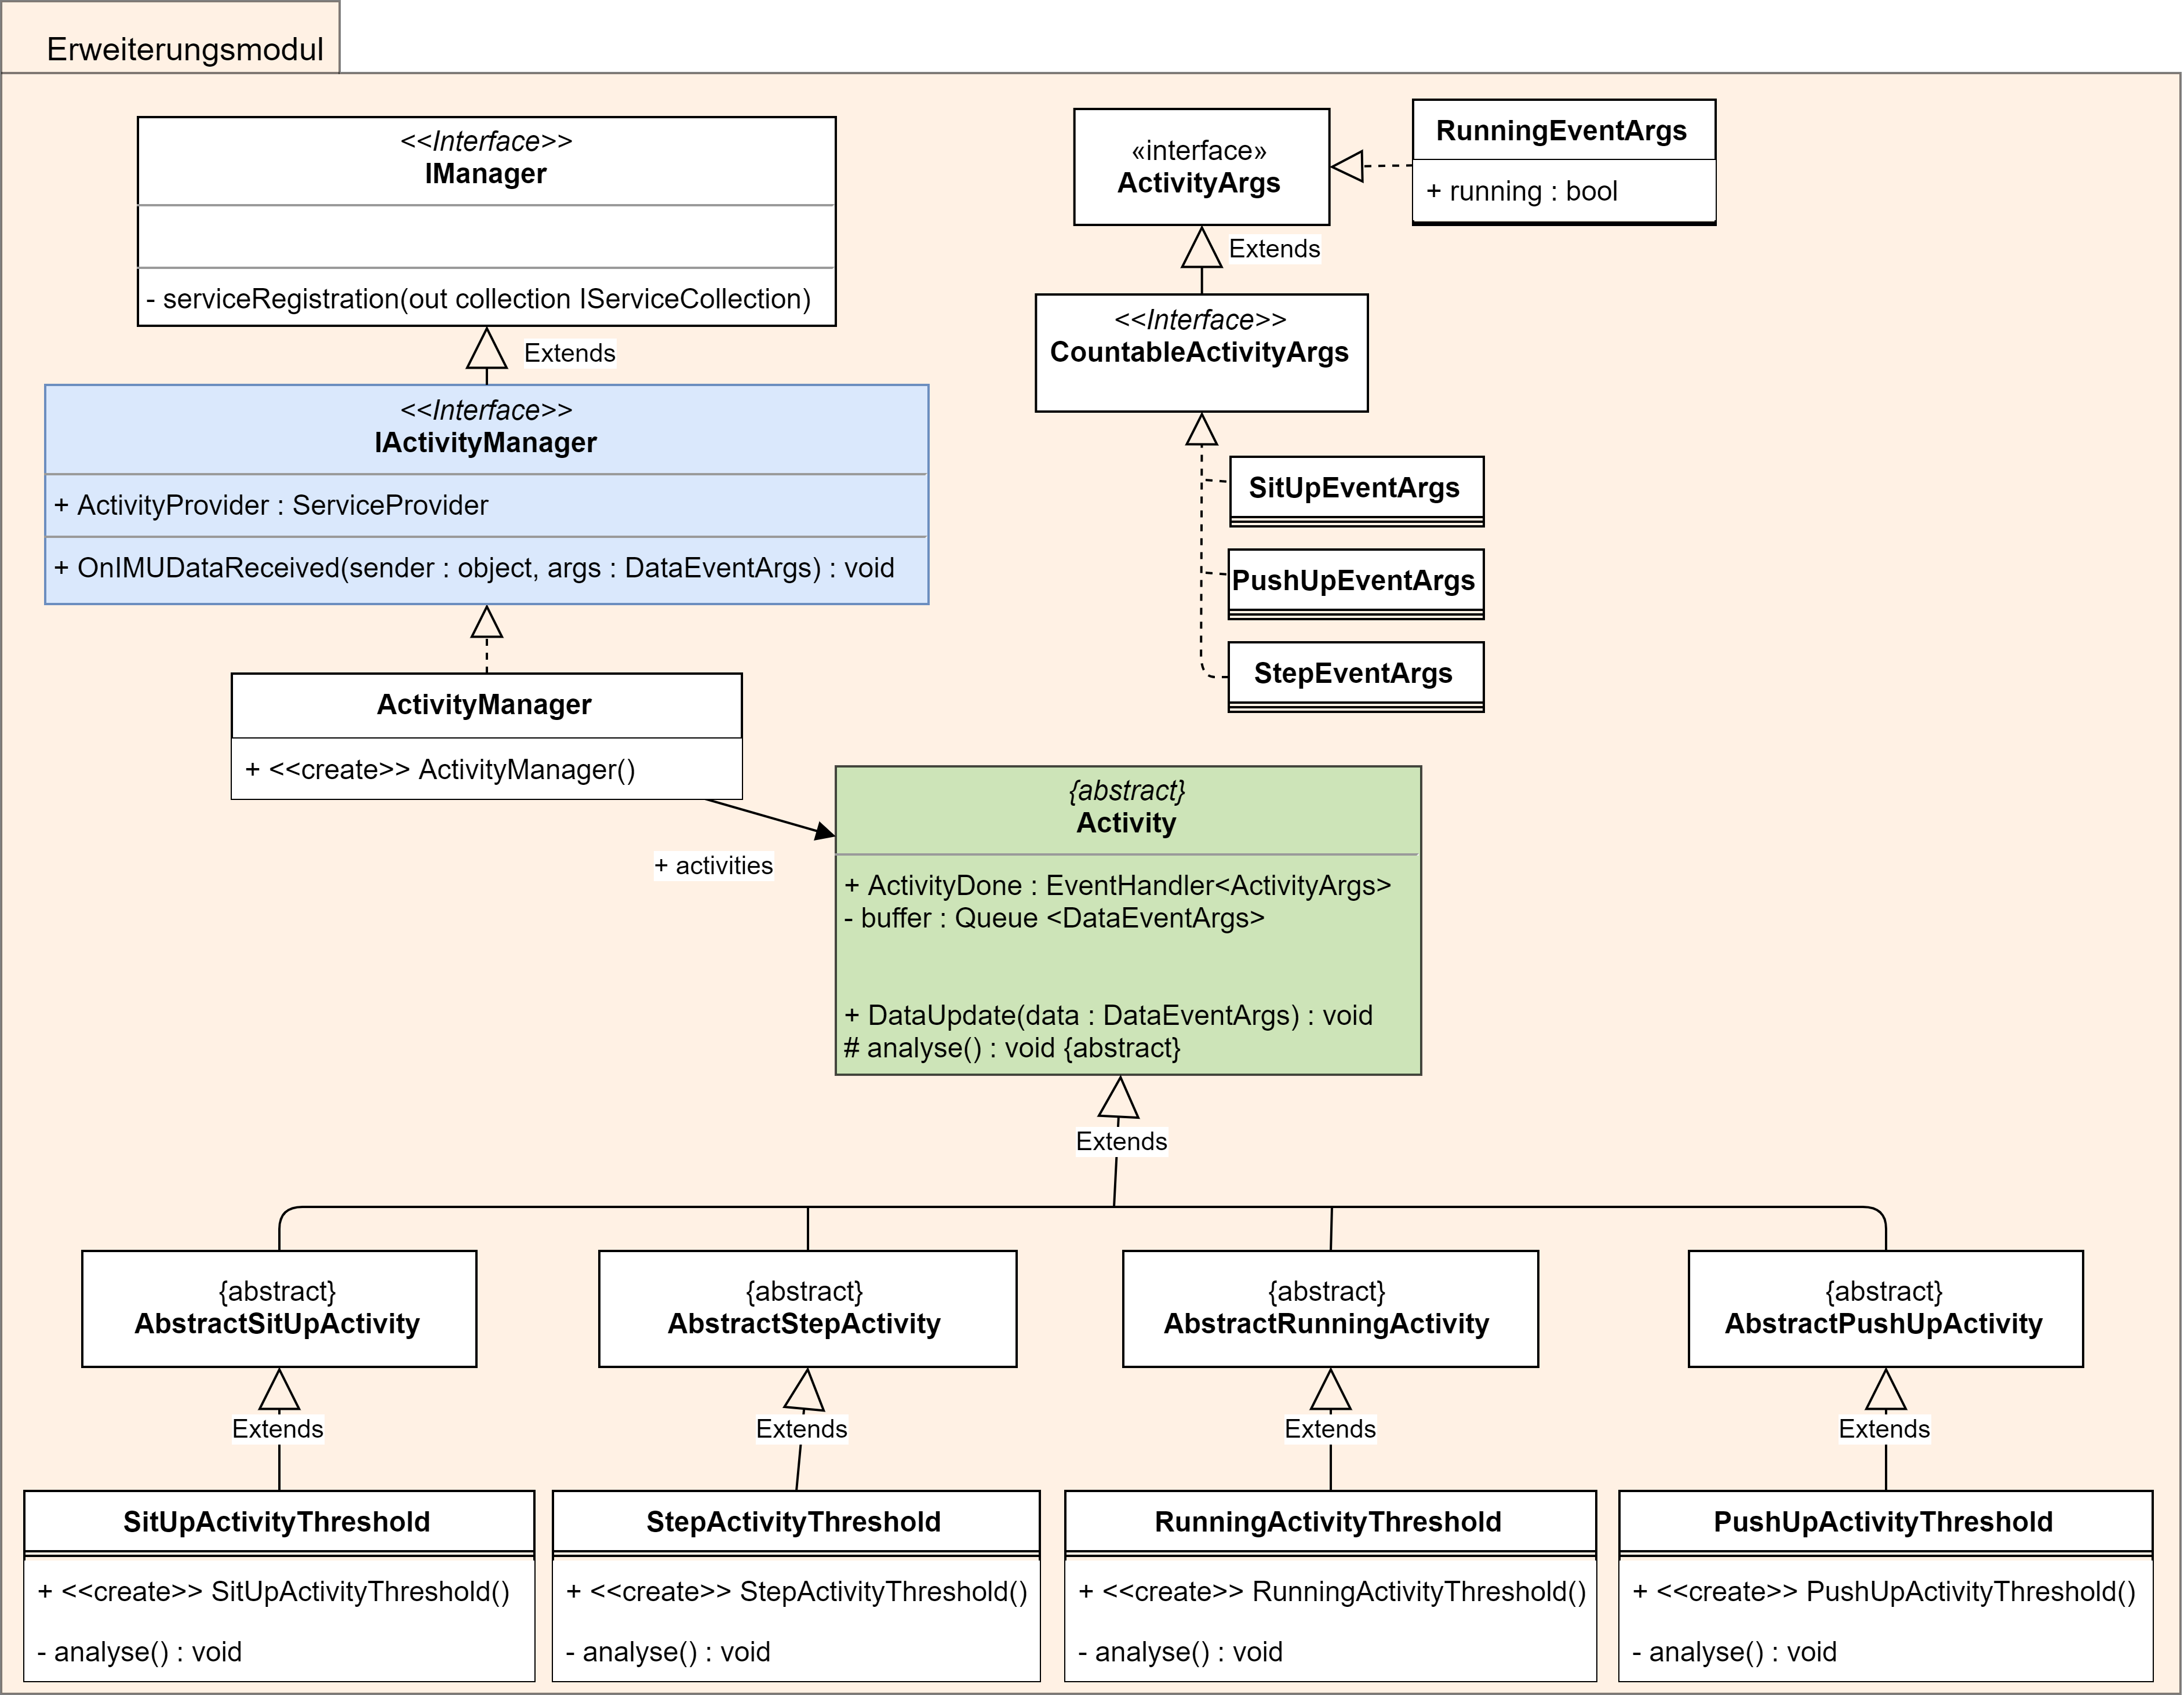 Erweiterungsmodul
<<Interface>>
IManager
- serviceRegistration(out collection IServiceCollection)
Extends
<<Interface>>
IActivityManager
+ ActivityProvider : ServiceProvider
+ OnIMUDataReceived(sender : object, args : DataEventArgs) : void
ActivityManager
+ <<create>> ActivityManager()
+ activities
«interface»
ActivityArgs
RunningEventArgs
+ running : bool
Extends
<<Interface>>
CountableActivityArgs
SitUpEventArgs
PushUpEventArgs
StepEventArgs
{abstract}
Activity
+ ActivityDone : EventHandler<ActivityArgs>
- buffer : Queue <DataEventArgs>
+ DataUpdate(data : DataEventArgs) : void
# analyse() : void {abstract}
Extends
{abstract}
AbstractSitUpActivity
{abstract}
AbstractStepActivity
{abstract}
AbstractRunningActivity
{abstract}
AbstractPushUpActivity
Extends
Extends
Extends
Extends
SitUpActivityThreshold
+ <<create>> SitUpActivityThreshold()
- analyse() : void
StepActivityThreshold
+ <<create>> StepActivityThreshold()
- analyse() : void
RunningActivityThreshold
+ <<create>> RunningActivityThreshold()
- analyse() : void
PushUpActivityThreshold
+ <<create>> PushUpActivityThreshold()
- analyse() : void